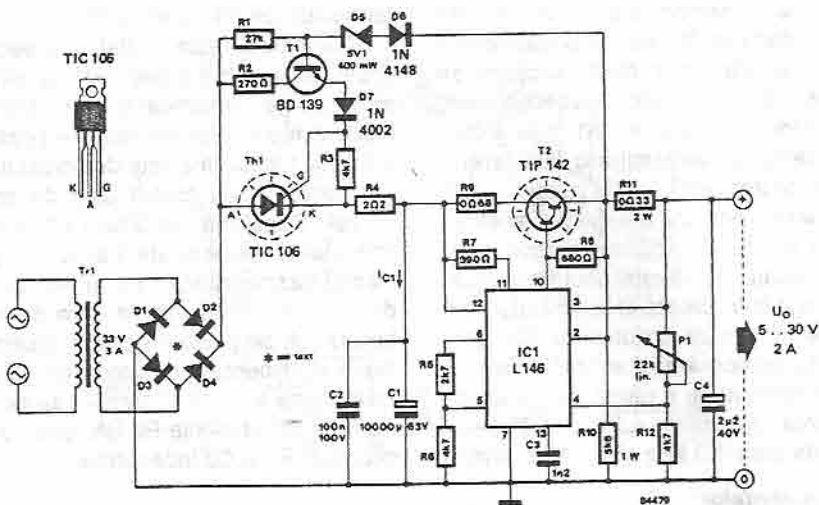 TIC 106
K
A
G
R1
27k
R2
270Ω
T1
BD 139
D5
5V1
400 mW
D6
1N
4148
D7
1N
4002
R3
4k7
Th1
G
A
K
TIC 106
R4
2Ω2
R9
0Ω68
T2
TIP 142
R11
0Ω33
2 W
R7
390Ω
R8
680Ω
IC1
L146
11
10
12
6
5
7
13
3
2
4
R5
2k7
R6
4k7
Tr1
33 V
3 A
D1
D2
D3
D4
C2
100n
100V
C1
10000µ
63V
C3
1n2
R10
5k6
1 W
R12
4k7
P1
22k
lin.
C4
2µ2
40V
Uo
5 ... 30 V
2 A
84479